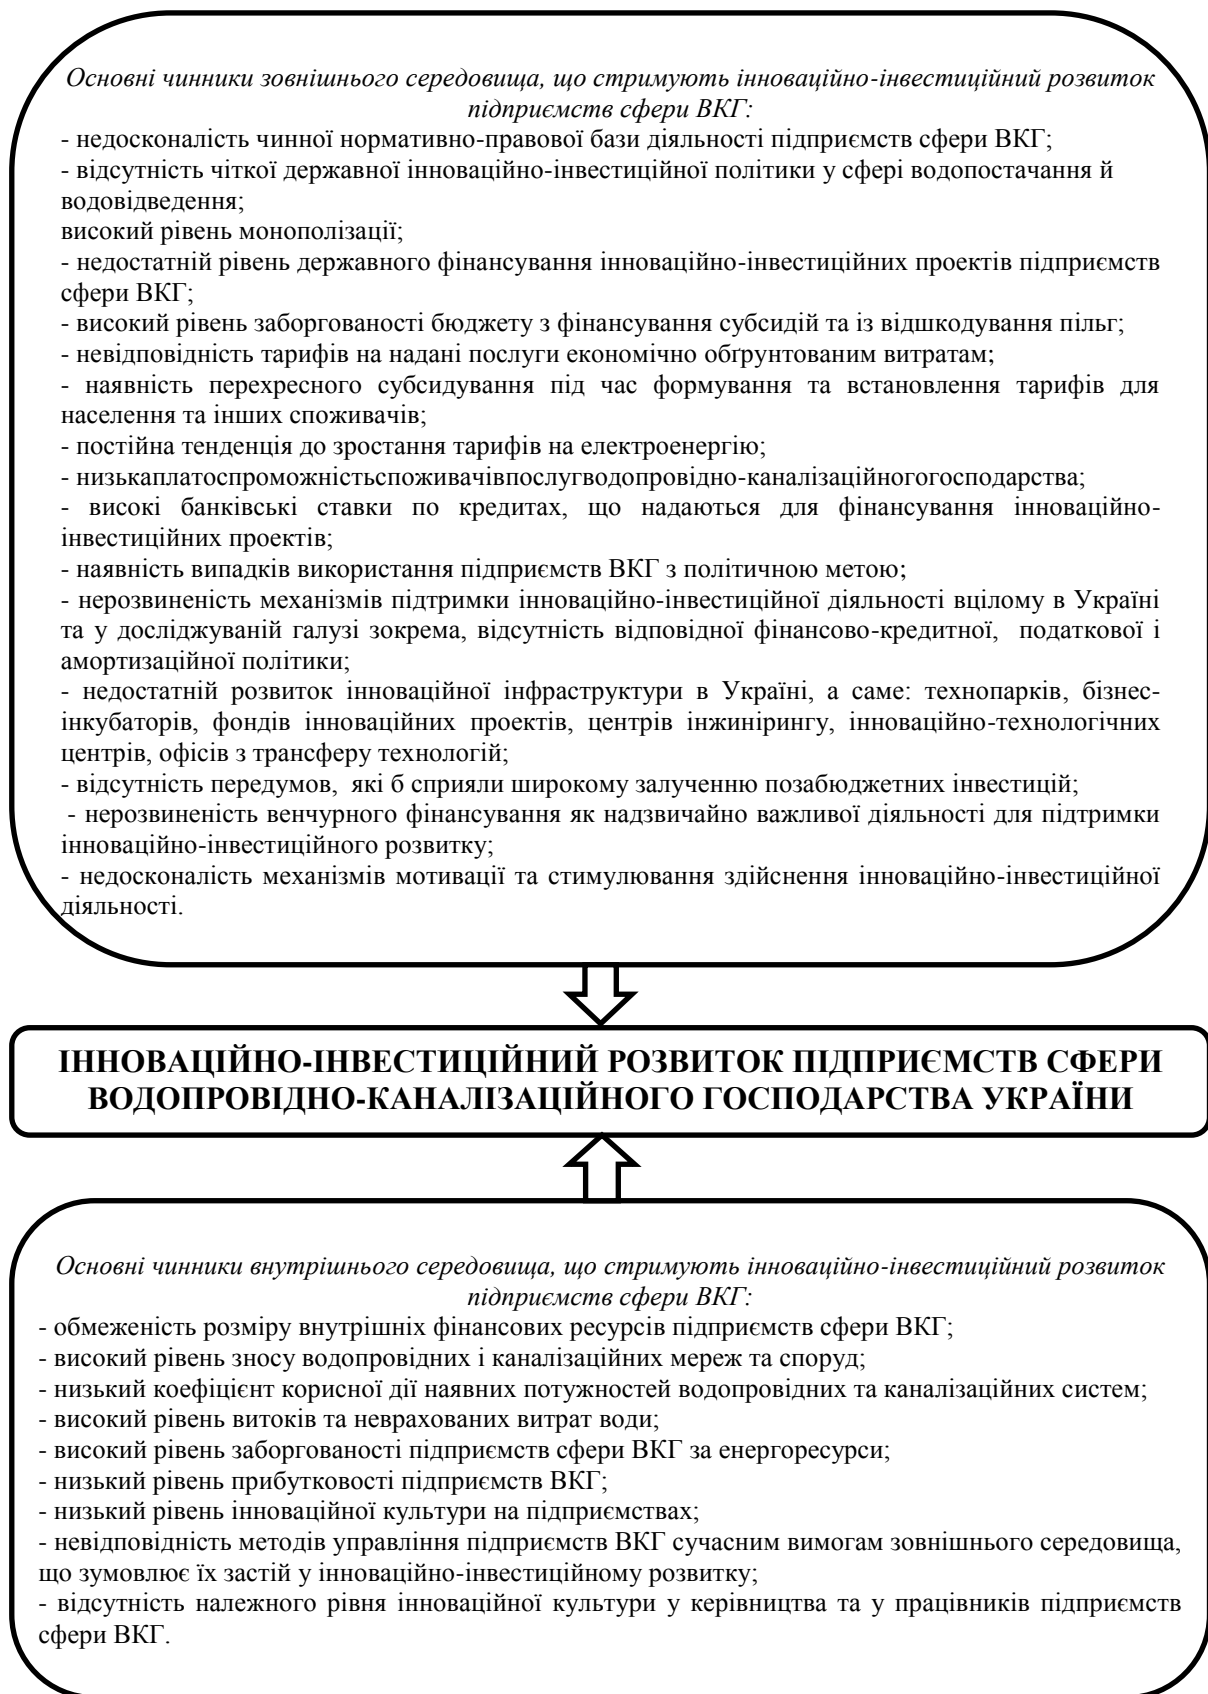 Основні чинники зовнішнього середовища, що стримують інноваційно-інвестиційний розвиток
підприємств сфери ВКГ:
- недосконалість чинної нормативно-правової бази діяльності підприємств сфери ВКГ;
- відсутність чіткої державної інноваційно-інвестиційної політики у сфері водопостачання й
водовідведення;
високий рівень монополізації;
- недостатній рівень державного фінансування інноваційно-інвестиційних проектів підприємств
сфери ВКГ;
- високий рівень заборгованості бюджету з фінансування субсидій та із відшкодування пільг;
- невідповідність тарифів на надані послуги економічно обґрунтованим витратам;
- наявність перехресного субсидування під час формування та встановлення тарифів для
населення та інших споживачів;
- постійна тенденція до зростання тарифів на електроенергію;
- низькаплатоспроможністьспоживачівпослугводопровідно-каналізаційногогосподарства;
- високі банківські ставки по кредитах, що надаються для фінансування інноваційно-
інвестиційних проектів;
- наявність випадків використання підприємств ВКГ з політичною метою;
- нерозвиненість механізмів підтримки інноваційно-інвестиційної діяльності вцілому в Україні
та у досліджуваній галузі зокрема, відсутність відповідної фінансово-кредитної, податкової і
амортизаційної політики;
- недостатній розвиток інноваційної інфраструктури в Україні, а саме: технопарків, бізнес-
інкубаторів, фондів інноваційних проектів, центрів інжинірингу, інноваційно-технологічних
центрів, офісів з трансферу технологій;
- відсутність передумов, які б сприяли широкому залученню позабюджетних інвестицій;
- нерозвиненість венчурного фінансування як надзвичайно важливої діяльності для підтримки
інноваційно-інвестиційного розвитку;
- недосконалість механізмів мотивації та стимулювання здійснення інноваційно-інвестиційної
діяльності.
ІННОВАЦІЙНО-ІНВЕСТИЦІЙНИЙ РОЗВИТОК ПІДПРИЄМСТВ СФЕРИ
ВОДОПРОВІДНО-КАНАЛІЗАЦІЙНОГО ГОСПОДАРСТВА УКРАЇНИ
Основні чинники внутрішнього середовища, що стримують інноваційно-інвестиційний розвиток
підприємств сфери ВКГ:
- обмеженість розміру внутрішніх фінансових ресурсів підприємств сфери ВКГ;
- високий рівень зносу водопровідних і каналізаційних мереж та споруд;
- низький коефіцієнт корисної дії наявних потужностей водопровідних та каналізаційних систем;
- високий рівень витоків та неврахованих витрат води;
- високий рівень заборгованості підприємств сфери ВКГ за енергоресурси;
- низький рівень прибутковості підприємств ВКГ;
- низький рівень інноваційної культури на підприємствах;
- невідповідність методів управління підприємств ВКГ сучасним вимогам зовнішнього середовища,
що зумовлює їх застій у інноваційно-інвестиційному розвитку;
- відсутність належного рівня інноваційної культури у керівництва та у працівників підприємств
сфери ВКГ.